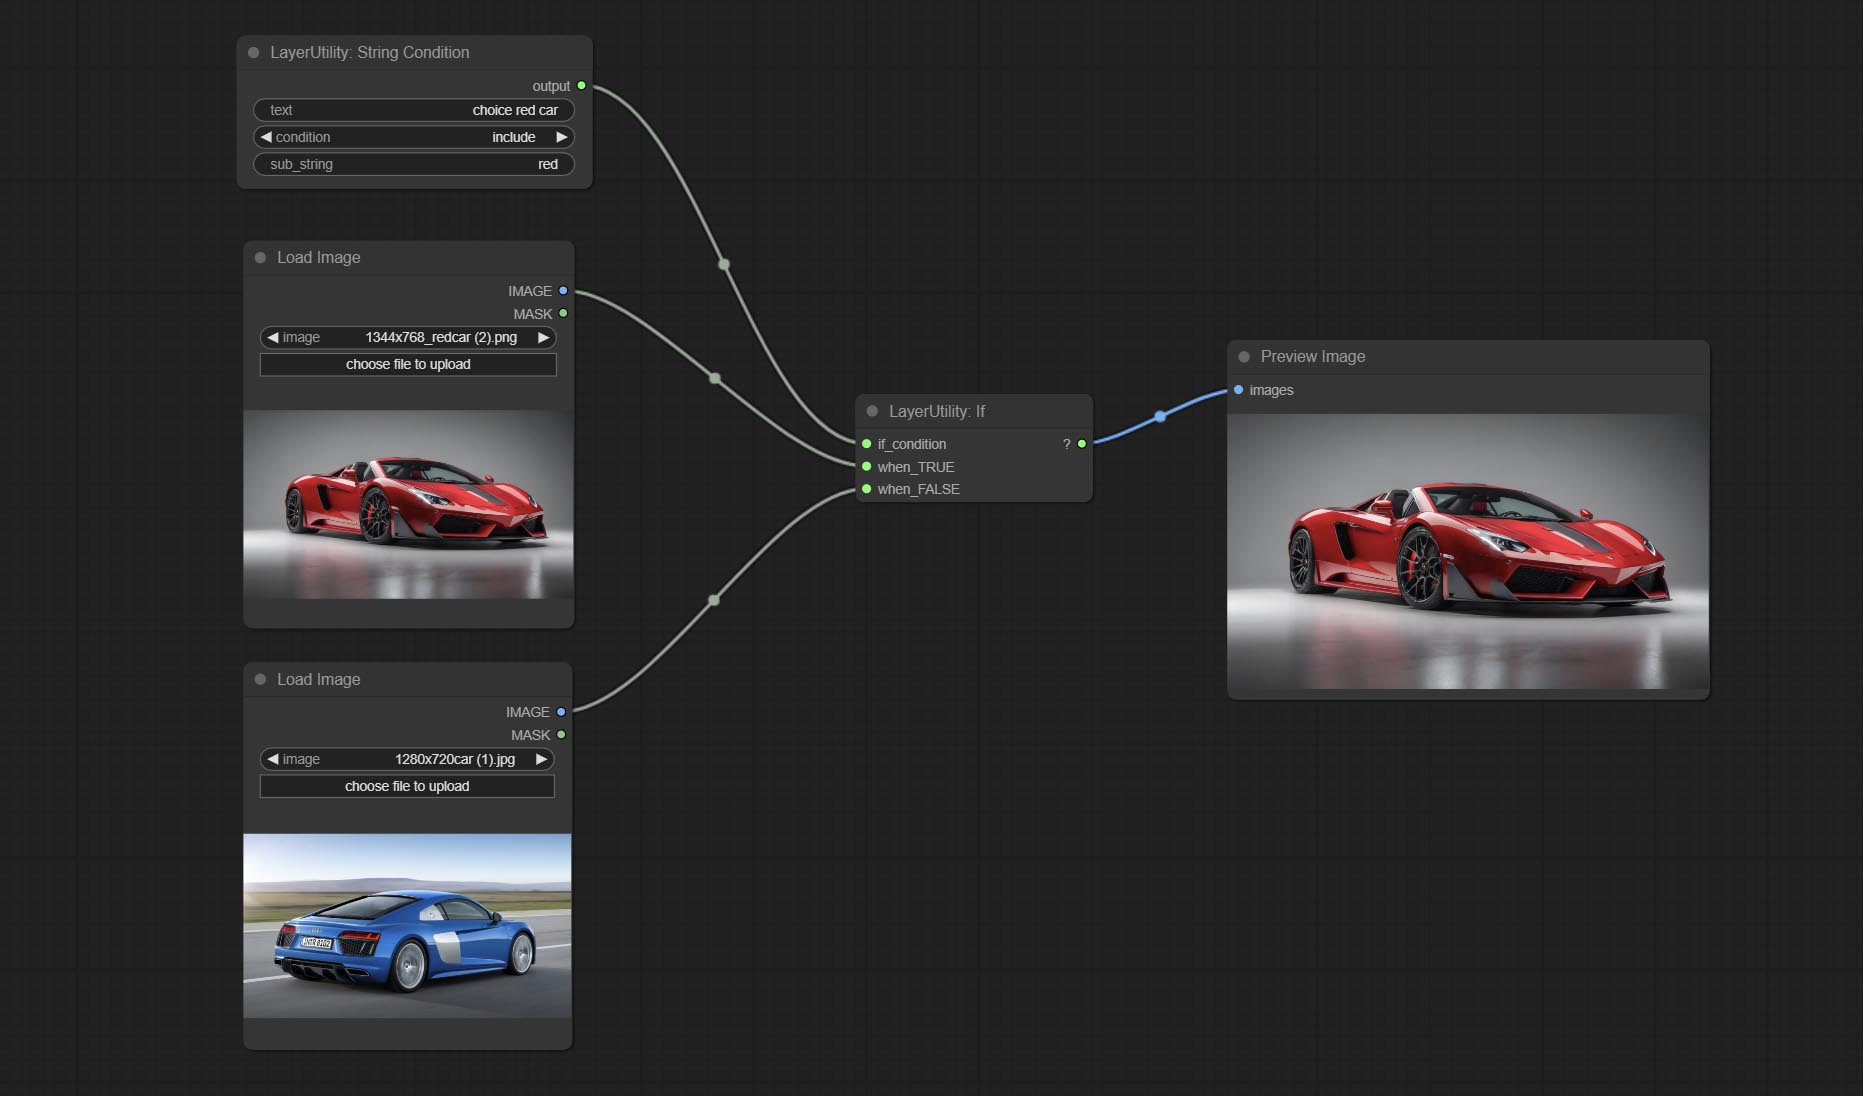 LayerUtility: String Condition
output
text choice red car
condition include
sub_string red
Load Image
IMAGE
MASK
image 1344x768_redcar (2).png
choose file to upload
Load Image
IMAGE
MASK
image 1280x720car (1).jpg
choose file to upload
LayerUtility: If
if_condition ?
when_TRUE
when_FALSE
Preview Image
images